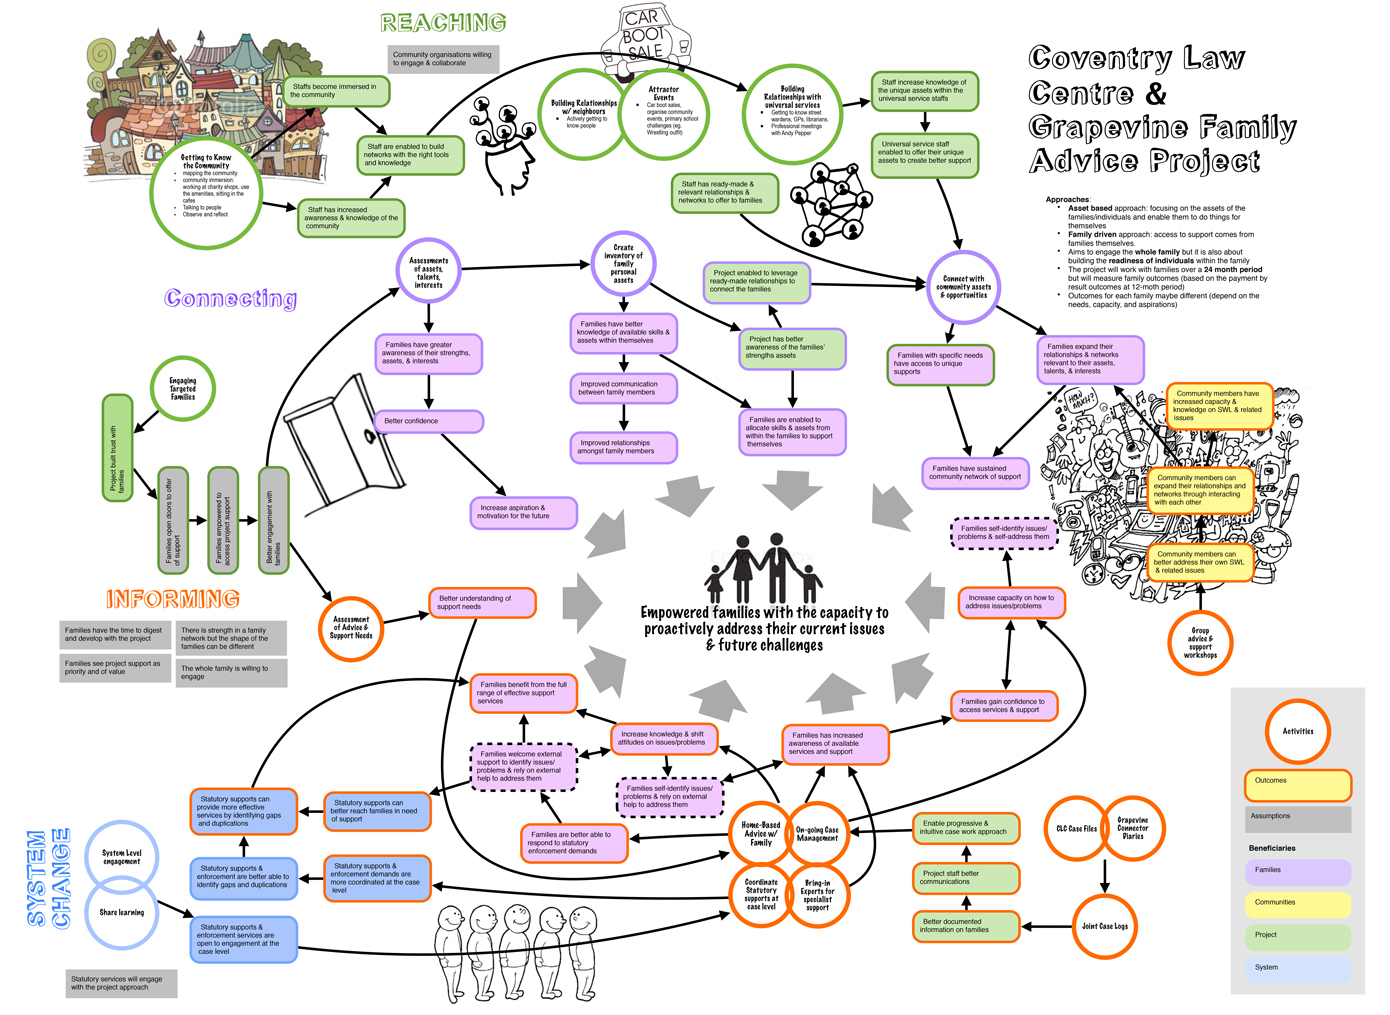 REACHING
CAR
BOOT
SALE
Community organisations willing
to engage & collaborate
Coventry Law
Centre &
Grapevine Family
Advice Project
Staffs become immersed in
the community
Staff are enabled to build
networks with the right tools
and knowledge
Getting to Know
the Community
• mapping the community
• community immersion:
working at charity shops, use
the amenities, sitting in the
cafes
• Talking to people
• Observe and reflect
Staff has increased
awareness & knowledge of the
community
Building Relationships
w/ neighbours
▪ Actively getting to
know people
Attractor
Events
▪ Car boot sales,
organise community
events, primary school
challenges (eg.
Wrestling outfit)
Building
Relationships with
universal services
▪ Getting to know street
wardens, GPs, librarians.
▪ Professional meetings
with Andy Pepper
Staff increase knowledge of
the unique assets within the
universal service staffs
Universal service staff
enabled to offer their unique
assets to create better support
Staff has ready-made &
relevant relationships &
networks to offer to families
Approaches:
• Asset based approach: focusing on the assets of the
families/individuals and enable them to do things for
themselves
• Family driven approach: access to support comes from
families themselves.
• Aims to engage the whole family but it is also about
building the readiness of individuals within the family
• The project will work with families over a 24 month period
but will measure family outcomes (based on the payment by
result outcomes at 12-moth period)
• Outcomes for each family maybe different (depend on the
needs, capacity, and aspirations)
Connecting
Assessments
of assets,
talents,
interests
Create
inventory of
family
personal
assets
Project enabled to leverage
ready-made relationships to
connect the families
Connect with
community assets
& opportunities
Families have greater
awareness of their strengths,
assets, & interests
Better confidence
Increase aspiration &
motivation for the future
Families have better
knowledge of available skills &
assets within themselves
Improved communication
between family members
Improved relationships
amongst family members
Project has better
awareness of the families'
strengths assets
Families are enabled to
allocate skills & assets from
within the families to support
themselves
Families with specific needs
have access to unique
supports
Families expand their
relationships & networks
relevant to their assets,
talents, & interests
Families have sustained
community network of support
HOW
MUCH?
Community members have
increased capacity &
knowledge on SWL & related
issues
Community members can
expand their relationships and
networks through interacting
with each other
Community members can
better address their own SWL
& related issues
Group
advice &
support
workshops
Engaging
Targeted
Families
Project built trust with
families
Families open doors to offer
of support
Families empowered to
access project support
Better engagement with
families
INFORMING
Families have the time to digest
and develop with the project
There is strength in a family
network but the shape of the
families can be different
Families see project support as
priority and of value
The whole family is willing to
engage
Assessment
of Advice &
Support Needs
Better understanding of
support needs
Empowered families with the capacity to
proactively address their current issues
& future challenges
Families self-identify issues/
problems & self-address them
Increase capacity on how to
address issues/problems
Families gain confidence to
access services & support
Families benefit from the full
range of effective support
services
Increase knowledge & shift
attitudes on issues/problems
Families has increased
awareness of available
services and support
Families welcome external
support to identify issues/
problems & rely on external
help to address them
Families self-identify issues/
problems & rely on external
help to address them
Families are better able to
respond to statutory
enforcement demands
Home-Based
Advice w/
Family
On-going Case
Management
Coordinate
Statutory
supports at
case level
Bring-in
Experts for
specialist
support
Enable progressive &
intuitive case work approach
Project staff better
communications
Better documented
information on families
CLC Case Files
Grapevine
Connector
Diaries
Joint Case Logs
SYSTEM
CHANGE
System Level
engagement
Share learning
Statutory supports can
provide more effective
services by identifying gaps
and duplications
Statutory supports can
better reach families in need
of support
Statutory supports &
enforcement are better able to
identify gaps and duplications
Statutory supports &
enforcement demands are
more coordinated at the case
level
Statutory supports &
enforcement services are
open to engagement at the
case level
Statutory services will engage
with the project approach
Activities
Outcomes
Assumptions
Beneficiaries
Families
Communities
Project
System